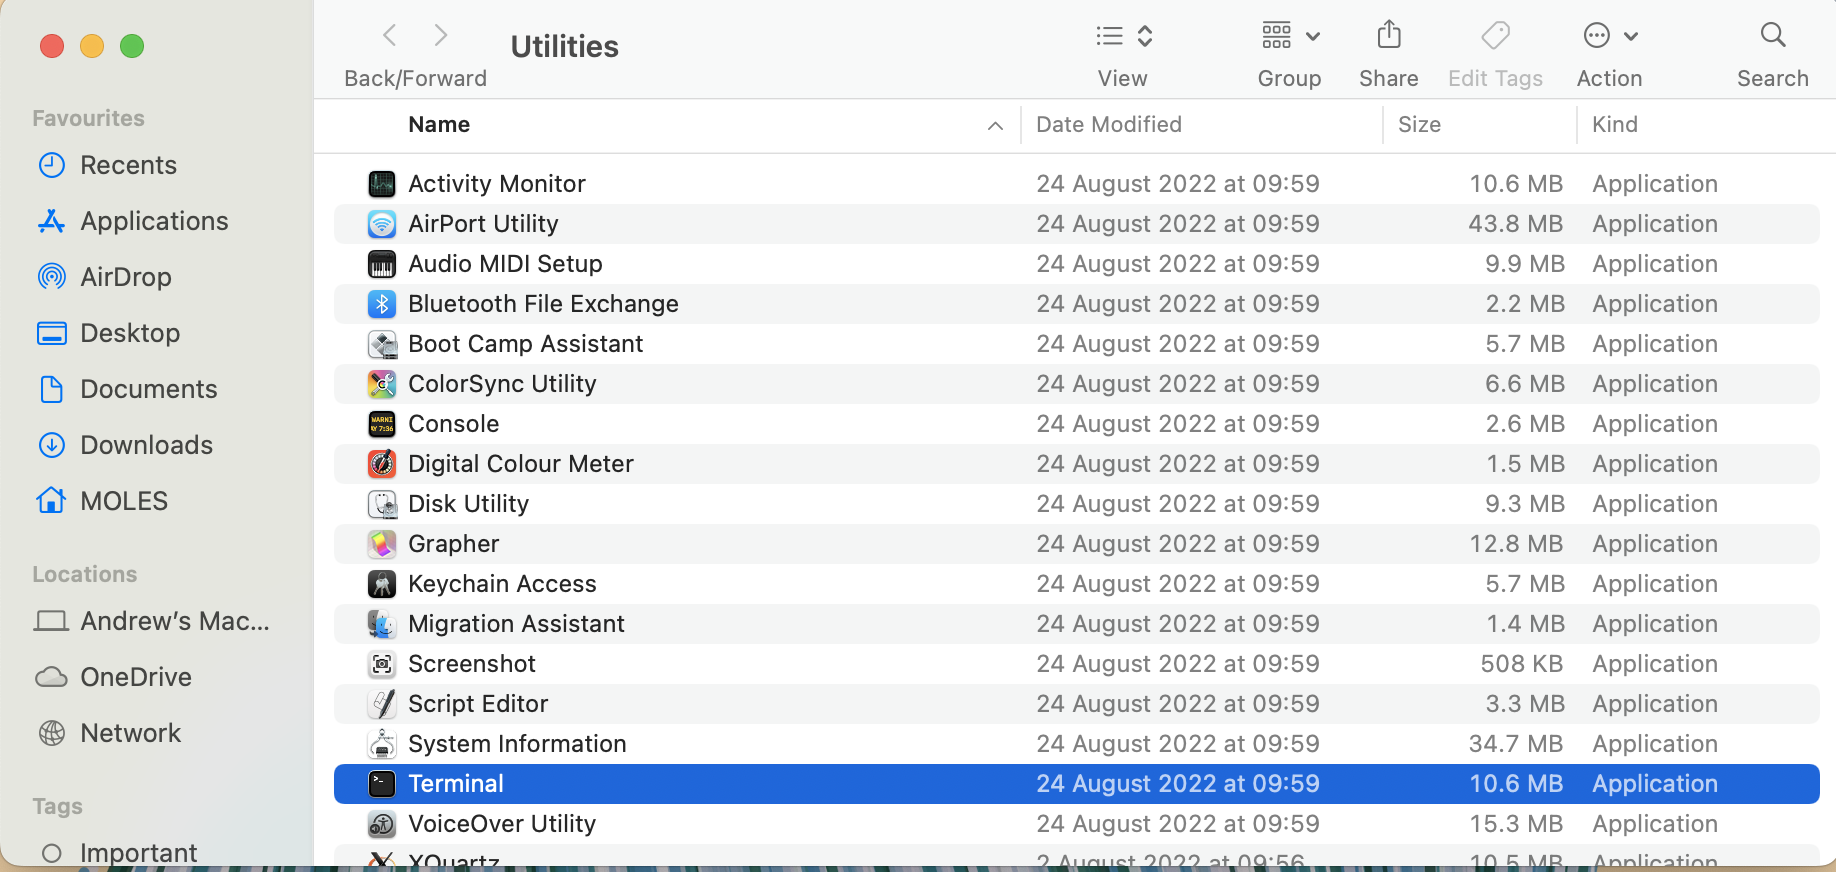 Back/Forward
Utilities
View
Group
Share
Edit Tags
Action
Search
Favourites
Recents
Applications
AirDrop
Desktop
Documents
Downloads
MOLES
Locations
Andrew’s Mac...
OneDrive
Network
Tags
Important
Name Date Modified Size Kind
Activity Monitor 24 August 2022 at 09:59 10.6 MB Application
AirPort Utility 24 August 2022 at 09:59 43.8 MB Application
Audio MIDI Setup 24 August 2022 at 09:59 9.9 MB Application
Bluetooth File Exchange 24 August 2022 at 09:59 2.2 MB Application
Boot Camp Assistant 24 August 2022 at 09:59 5.7 MB Application
ColorSync Utility 24 August 2022 at 09:59 6.6 MB Application
Console 24 August 2022 at 09:59 2.6 MB Application
Digital Colour Meter 24 August 2022 at 09:59 1.5 MB Application
Disk Utility 24 August 2022 at 09:59 9.3 MB Application
Grapher 24 August 2022 at 09:59 12.8 MB Application
Keychain Access 24 August 2022 at 09:59 5.7 MB Application
Migration Assistant 24 August 2022 at 09:59 1.4 MB Application
Screenshot 24 August 2022 at 09:59 508 KB Application
Script Editor 24 August 2022 at 09:59 3.3 MB Application
System Information 24 August 2022 at 09:59 34.7 MB Application
Terminal 24 August 2022 at 09:59 10.6 MB Application
VoiceOver Utility 24 August 2022 at 09:59 15.3 MB Application
XQuartz 2 August 2022 at 09:56 10.5 MB Application